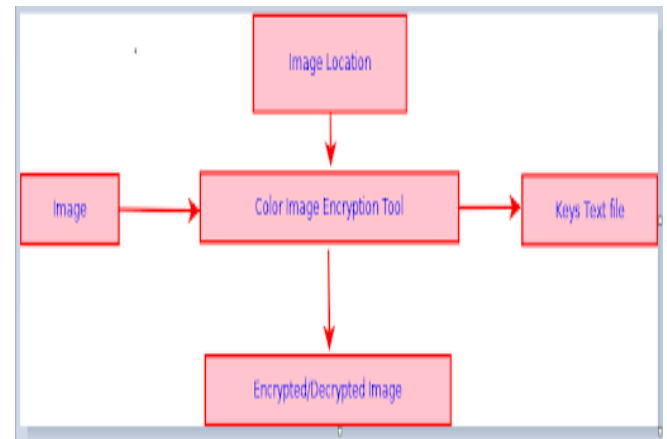 Image Location
Image
Color Image Encryption Tool
Keys Text file
Encrypted/Decrypted Image